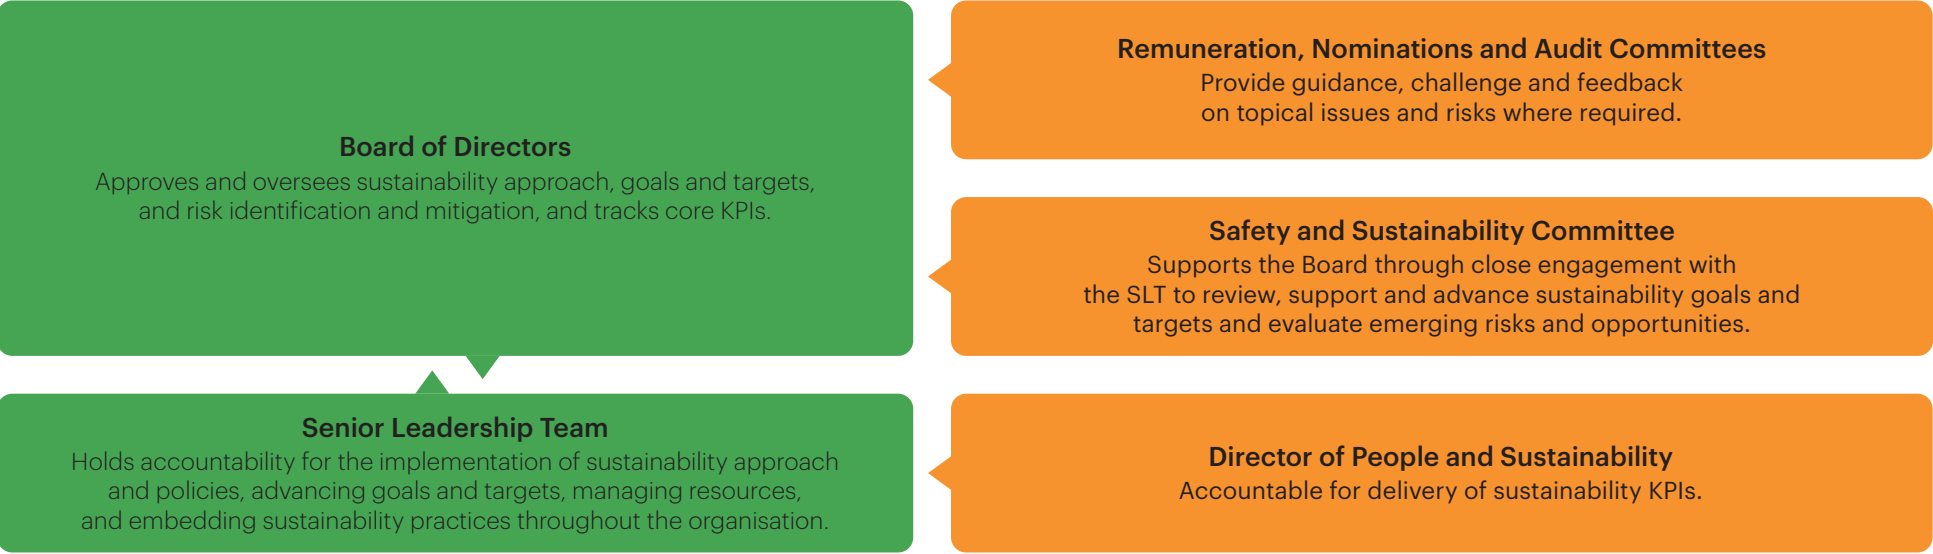 Board of Directors
Approves and oversees sustainability approach, goals and targets,
and risk identification and mitigation, and tracks core KPIs.
Remuneration, Nominations and Audit Committees
Provide guidance, challenge and feedback
on topical issues and risks where required.
Safety and Sustainability Committee
Supports the Board through close engagement with
the SLT to review, support and advance sustainability goals and
targets and evaluate emerging risks and opportunities.
Senior Leadership Team
Holds accountability for the implementation of sustainability approach
and policies, advancing goals and targets, managing resources,
and embedding sustainability practices throughout the organisation.
Director of People and Sustainability
Accountable for delivery of sustainability KPIs.